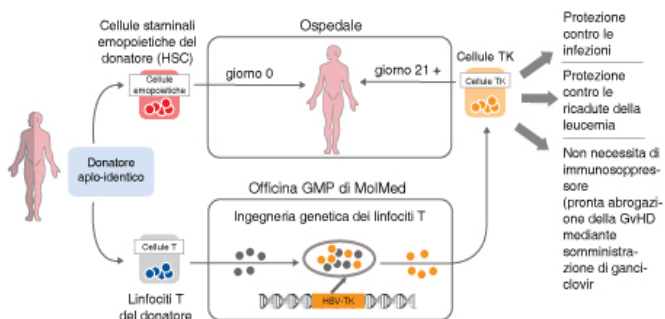 Cellule staminali
emopoietiche del
donatore (HSC)
Cellule
emopoietiche
giorno 0
Ospedale
giorno 21 +
Cellule TK
Cellule TK
Protezione
contro le
infezioni
Protezione
contro le
ricadute della
leucemia
Non necessita di
immunosoppres-
sore
(pronta abrogazi-
one della GvHD
mediante
somministra-
zione di ganci-
clovir
Donatore
aplo-identico
Officina GMP di MolMed
Ingegneria genetica dei linfociti T
Cellule T
HSV-TK
Linfociti T
del donatore